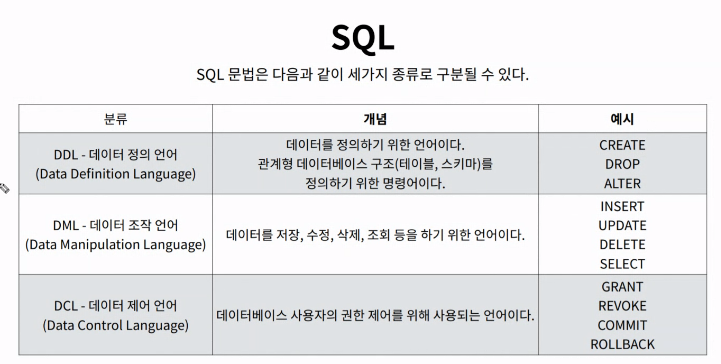 SQL
SQL 문법은 다음과 같이 세가지 종류로 구분될 수 있다.
분류 개념 예시
DDL - 데이터 정의 언어
(Data Definition Language)
데이터를 정의하기 위한 언어이다.
관계형 데이터베이스 구조(테이블, 스키마)를
정의하기 위한 명령어이다.
CREATE
DROP
ALTER
DML - 데이터 조작 언어
(Data Manipulation Language)
데이터를 저장, 수정, 삭제, 조회 등을 하기 위한 언어이다.
INSERT
UPDATE
DELETE
SELECT
DCL - 데이터 제어 언어
(Data Control Language)
데이터베이스 사용자의 권한 제어를 위해 사용되는 언어이다.
GRANT
REVOKE
COMMIT
ROLLBACK